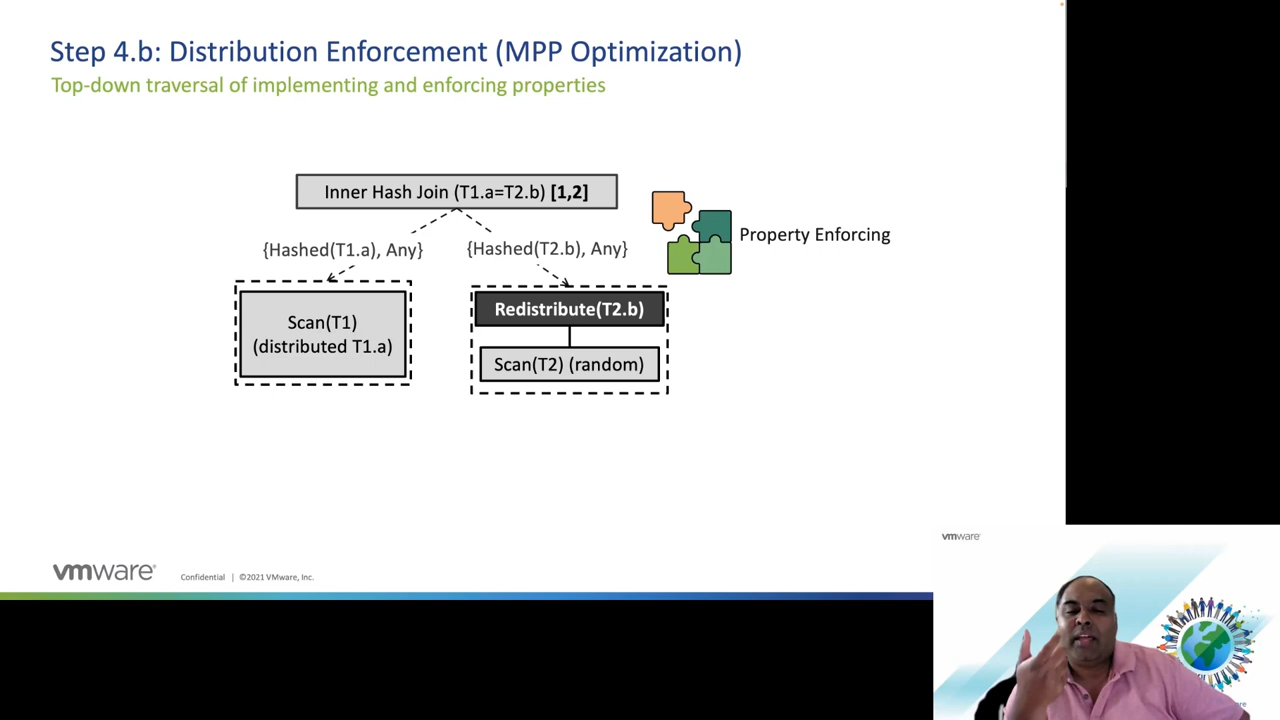 Step 4.b: Distribution Enforcement (MPP Optimization)
Top-down traversal of implementing and enforcing properties
Inner Hash Join (T1.a=T2.b) [1,2]
{Hashed(T1.a), Any}
{Hashed(T2.b), Any}
Property Enforcing
Scan(T1)
(distributed T1.a)
Redistribute(T2.b)
Scan(T2) (random)
vmware®
Confidential | ©2021 VMware, Inc.
vmware®